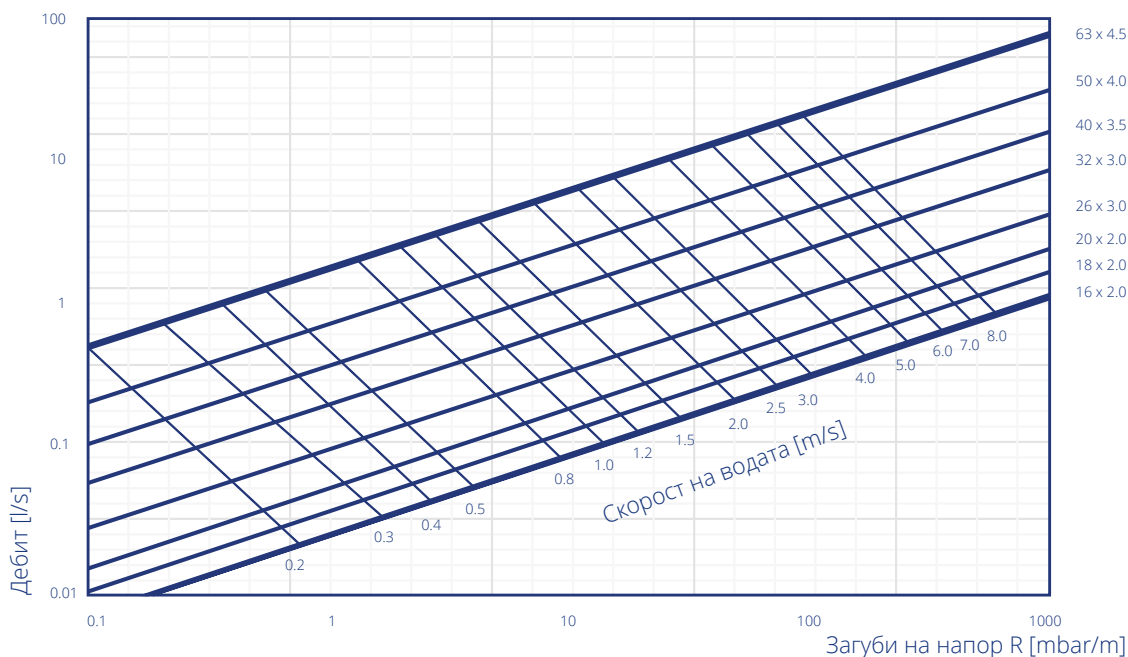 100
10
1
0.1
0.01
Дебит [l/s]
63 x 4.5
50 x 4.0
40 x 3.5
32 x 3.0
26 x 3.0
20 x 2.0
18 x 2.0
16 x 2.0
8.0
7.0
6.0
5.0
4.0
3.0
2.5
2.0
1.5
1.2
1.0
0.8
0.5
0.4
0.3
0.2
Скорост на водата [m/s]
0.1 1 10 100 1000
Загуби на напор R [mbar/m]